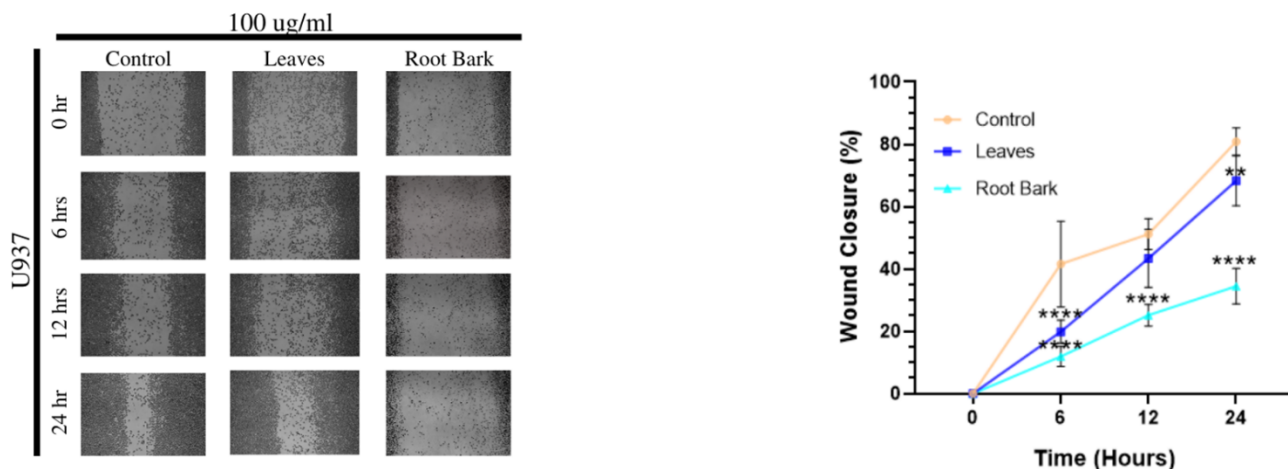 100 ug/ml
Control Leaves Root Bark
U937
0 hr
6 hrs
12 hrs
24 hr
Wound Closure (%)
100
80
60
40
20
0
Control
Leaves
Root Bark
**
****
****
****
****
0 6 12 24
Time (Hours)